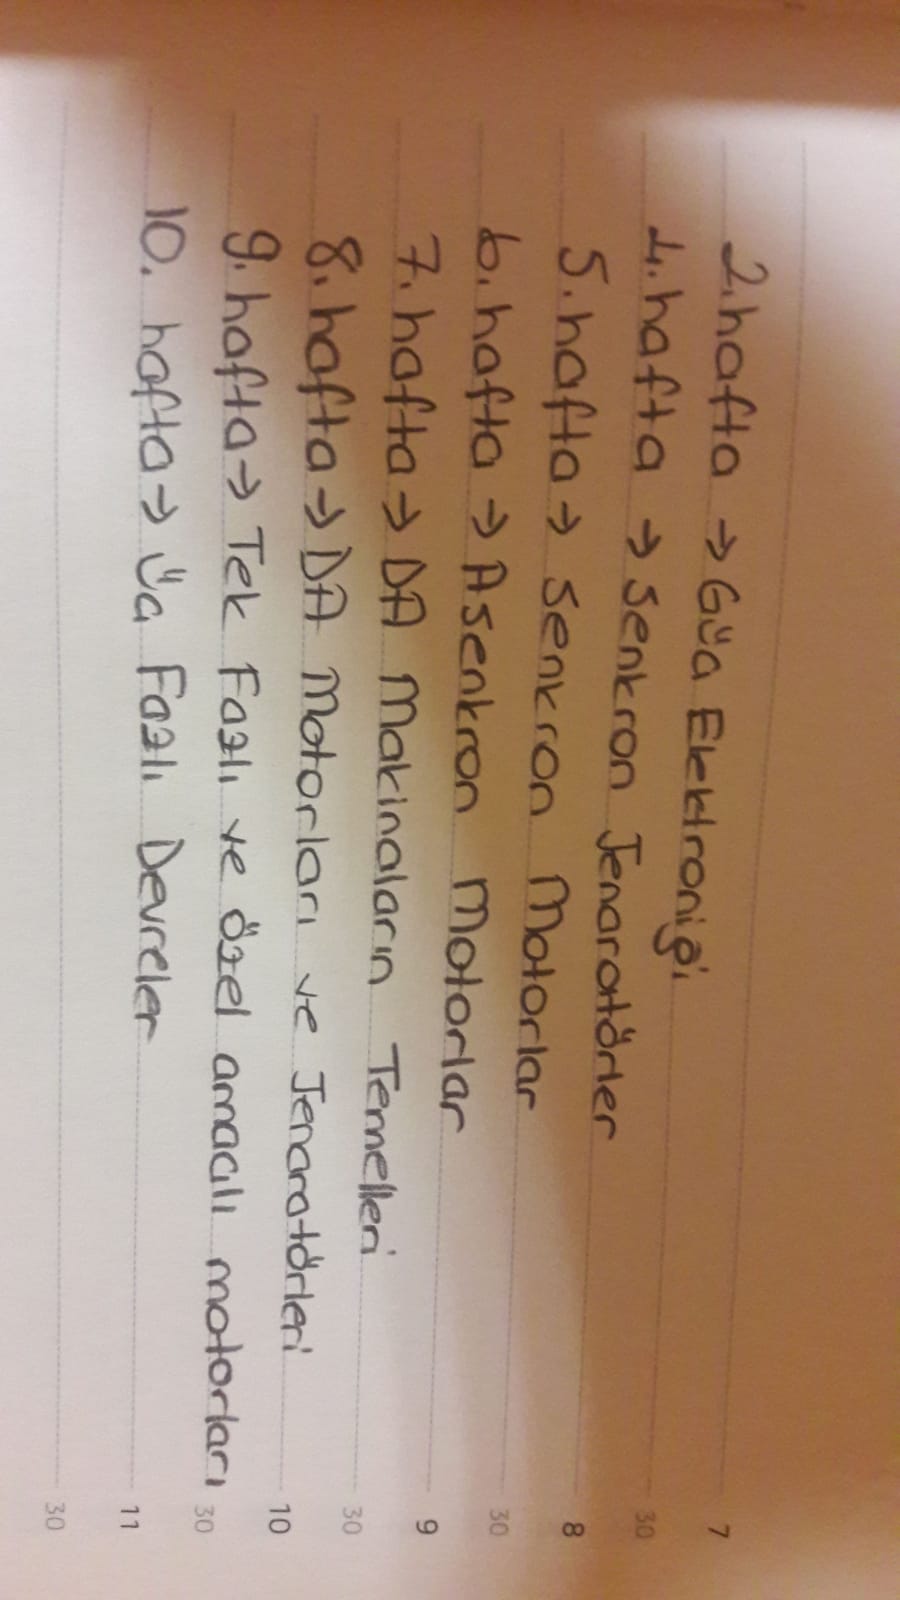 7
2.hafta → Güç Elektroniği
30
4.hafta → Senkron Jenaratörler
8
5.hafta → Senkron Motorlar
30
6.hafta → Asenkron Motorlar
9
7.hafta → DA Makinaların Temelleri
30
8.hafta → DA Motorları ve Jenaratörleri
10
9.hafta → Tek Fazlı ve özel amaçlı motorları
30
10. hafta → Üç Fazlı Devreler
11
30